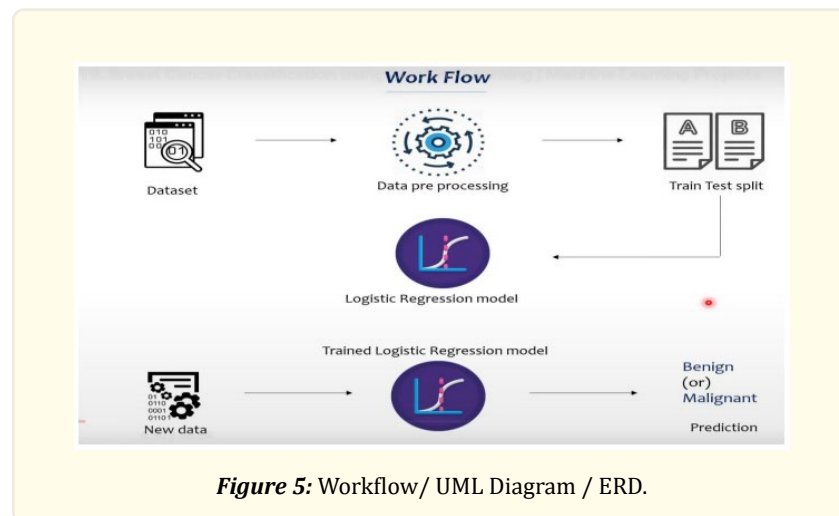 Work Flow
Dataset
Data pre processing
A B
Train Test split
Logistic Regression model
Trained Logistic Regression model
New data
Benign
(or)
Malignant
Prediction
Figure 5: Workflow/ UML Diagram / ERD.